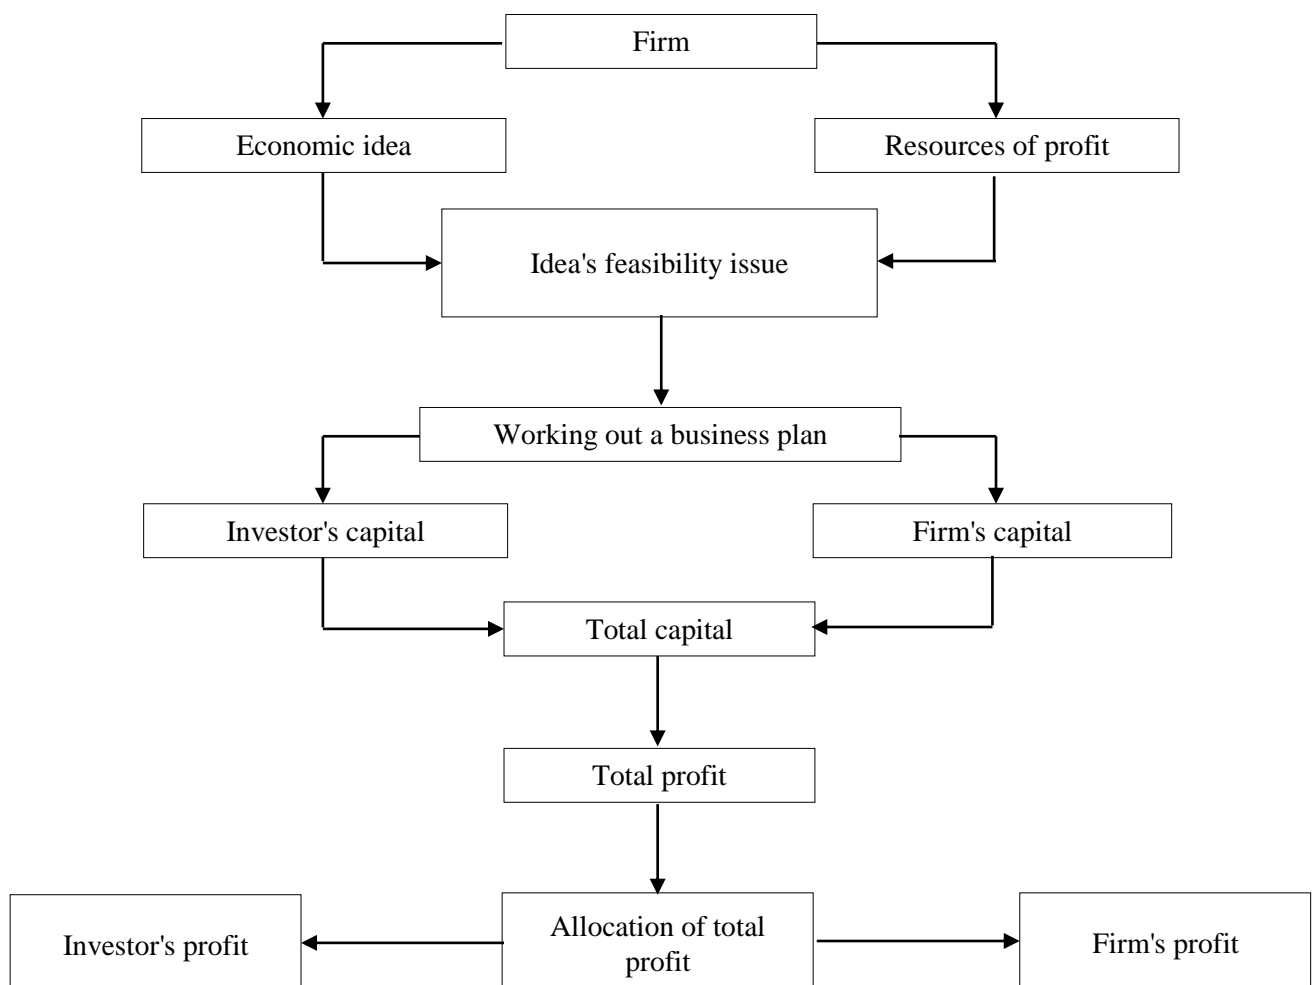 Firm
Economic idea
Resources of profit
Idea's feasibility issue
Working out a business plan
Investor's capital
Firm's capital
Total capital
Total profit
Investor's profit
Allocation of total
profit
Firm's profit